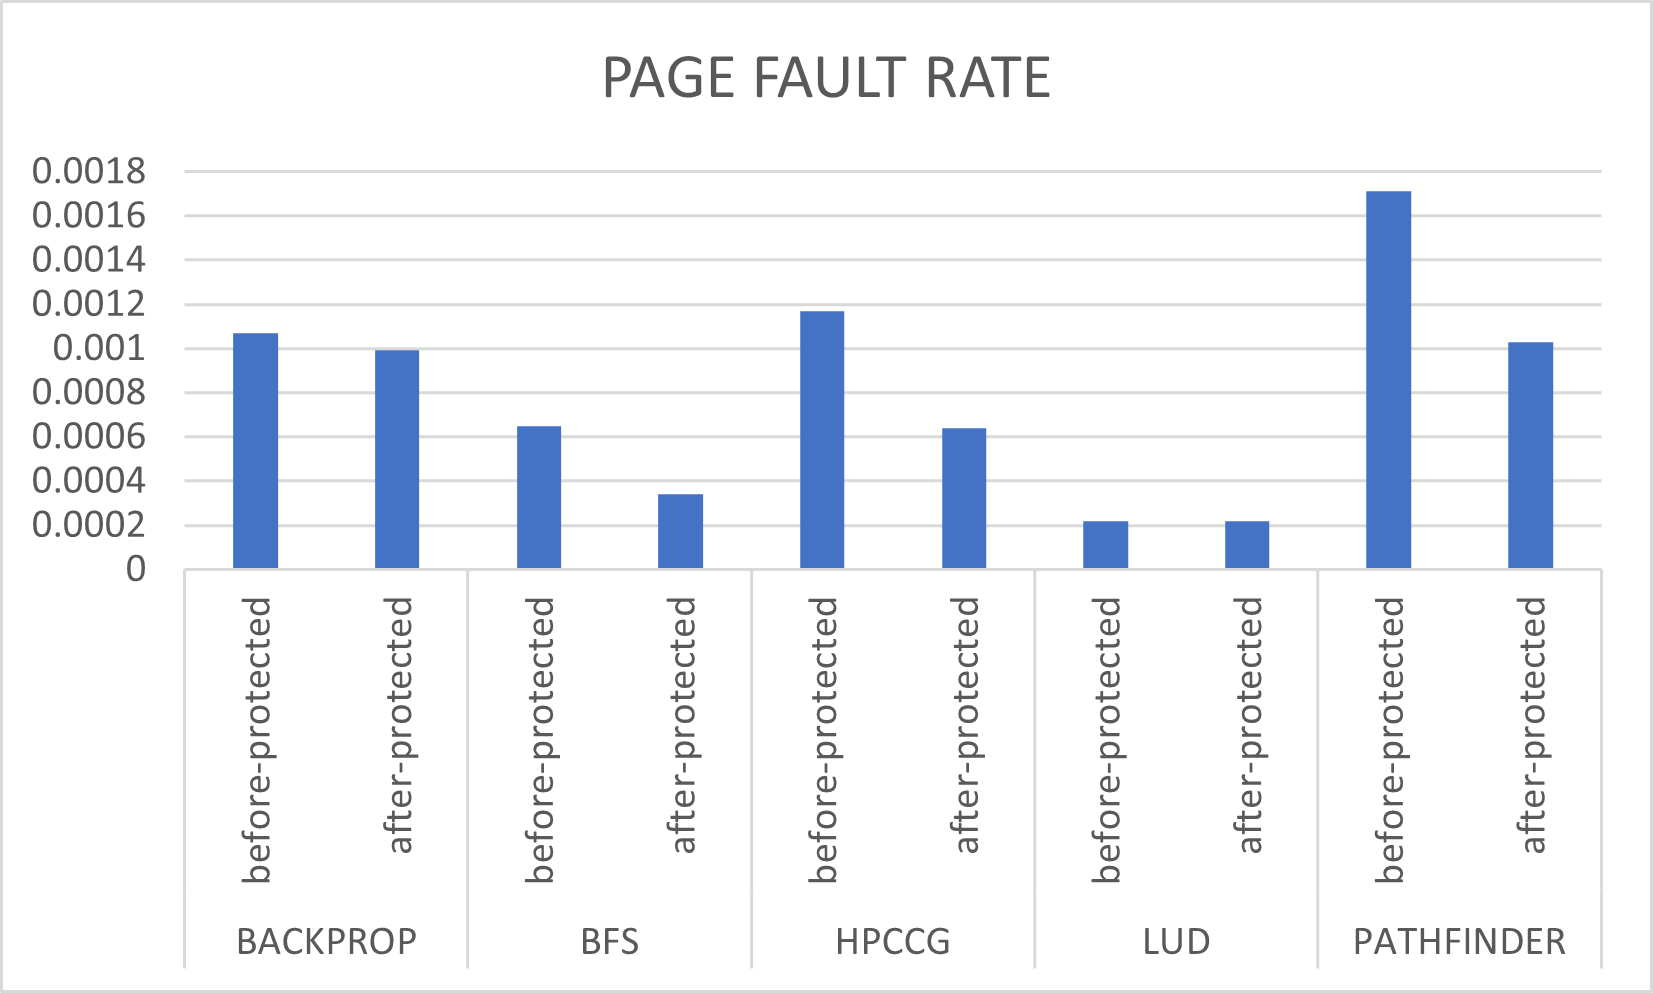 PAGE FAULT RATE
0.0018
0.0016
0.0014
0.0012
0.001
0.0008
0.0006
0.0004
0.0002
0
before-protected
after-protected
before-protected
after-protected
before-protected
after-protected
before-protected
after-protected
before-protected
after-protected
BACKPROP
BFS
HPCCG
LUD
PATHFINDER